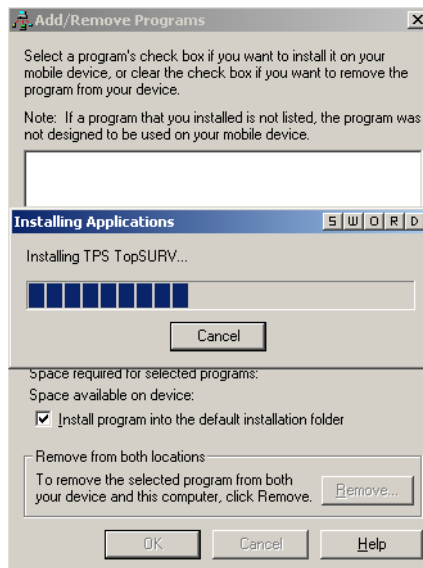 Add/Remove Programs
Select a program's check box if you want to install it on your
mobile device, or clear the check box if you want to remove the
program from your device.
Note: If a program that you installed is not listed, the program was
not designed to be used on your mobile device.
Installing Applications S W O R D
Installing TPS TopSURV...
Cancel
Space required for selected programs:
Space available on device:
Install program into the default installation folder
Remove from both locations
To remove the selected program from both
your device and this computer, click Remove.
Remove...
OK Cancel Help